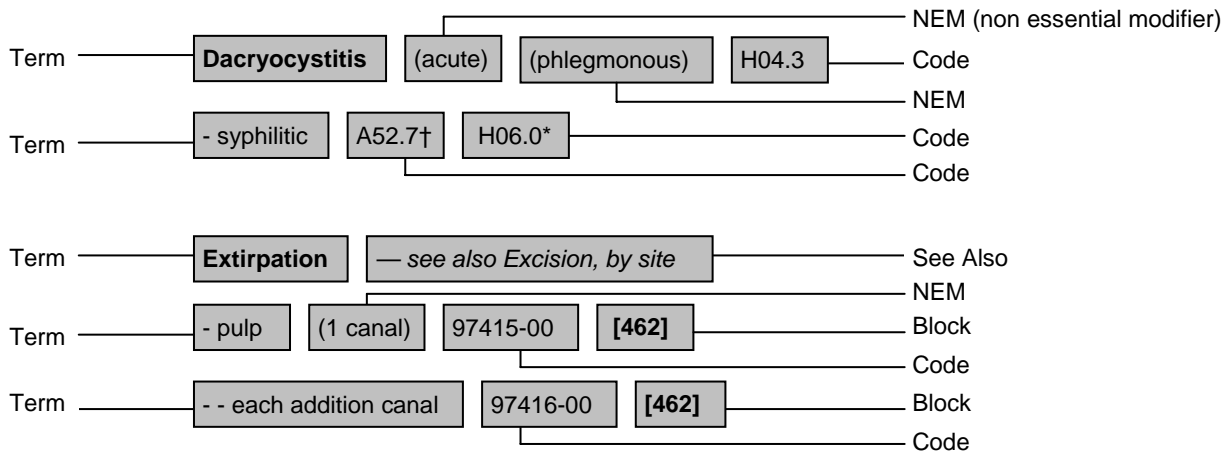 NEM (non essential modifier)
Term Dacryocystitis (acute) (phlegmonous) H04.3 Code
NEM
Term - syphilitic A52.7† H06.0* Code
Code
Term Extirpation — see also Excision, by site See Also
NEM
Term - pulp (1 canal) 97415-00 [462] Block
Code
Term - - each addition canal 97416-00 [462] Block
Code